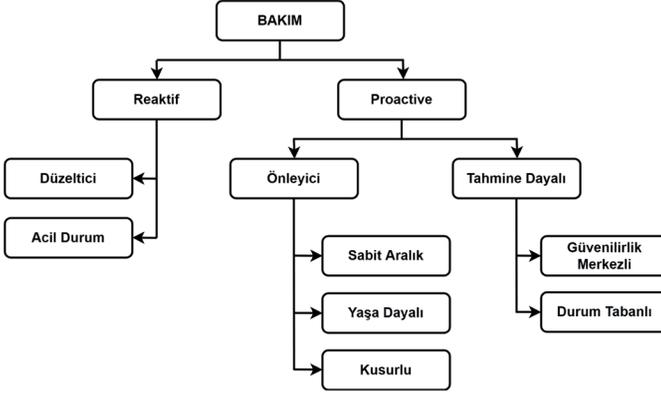 BAKIM
Reaktif
Proactive
Düzeltici
Önleyici
Tahmine Dayalı
Acil Durum
Sabit Aralık
Güvenilirlik
Merkezli
Yaşa Dayalı
Durum Tabanlı
Kusurlu